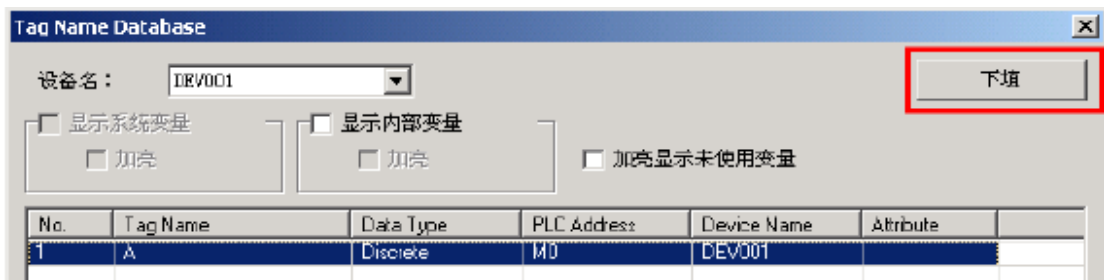 Tag Name Database
设备名： DEV001 下填
显示系统变量 显示内部变量
加亮 加亮 加亮显示未使用变量
No. Tag Name Data Type PLC Address Device Name Attribute
1 A Discrete M0 DEV001